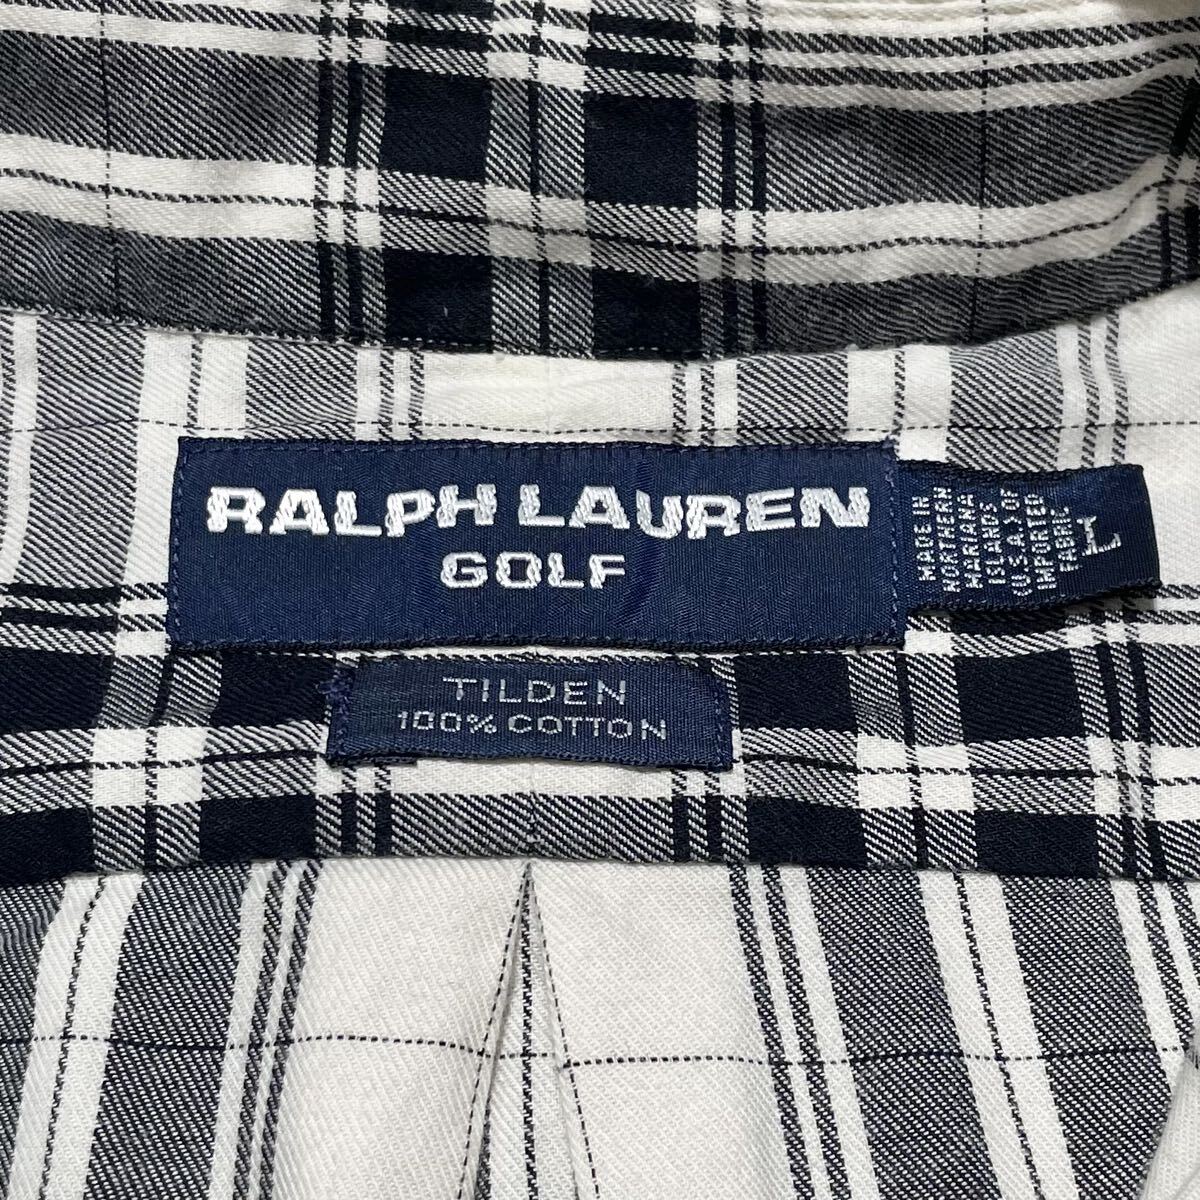 RALPH LAUREN
GOLF
MADE IN
NORTHERN
MARIANA
ISLANDS
(U.S.A.) OF
IMPORTED
FABRIC
L
TILDEN
100% COTTON